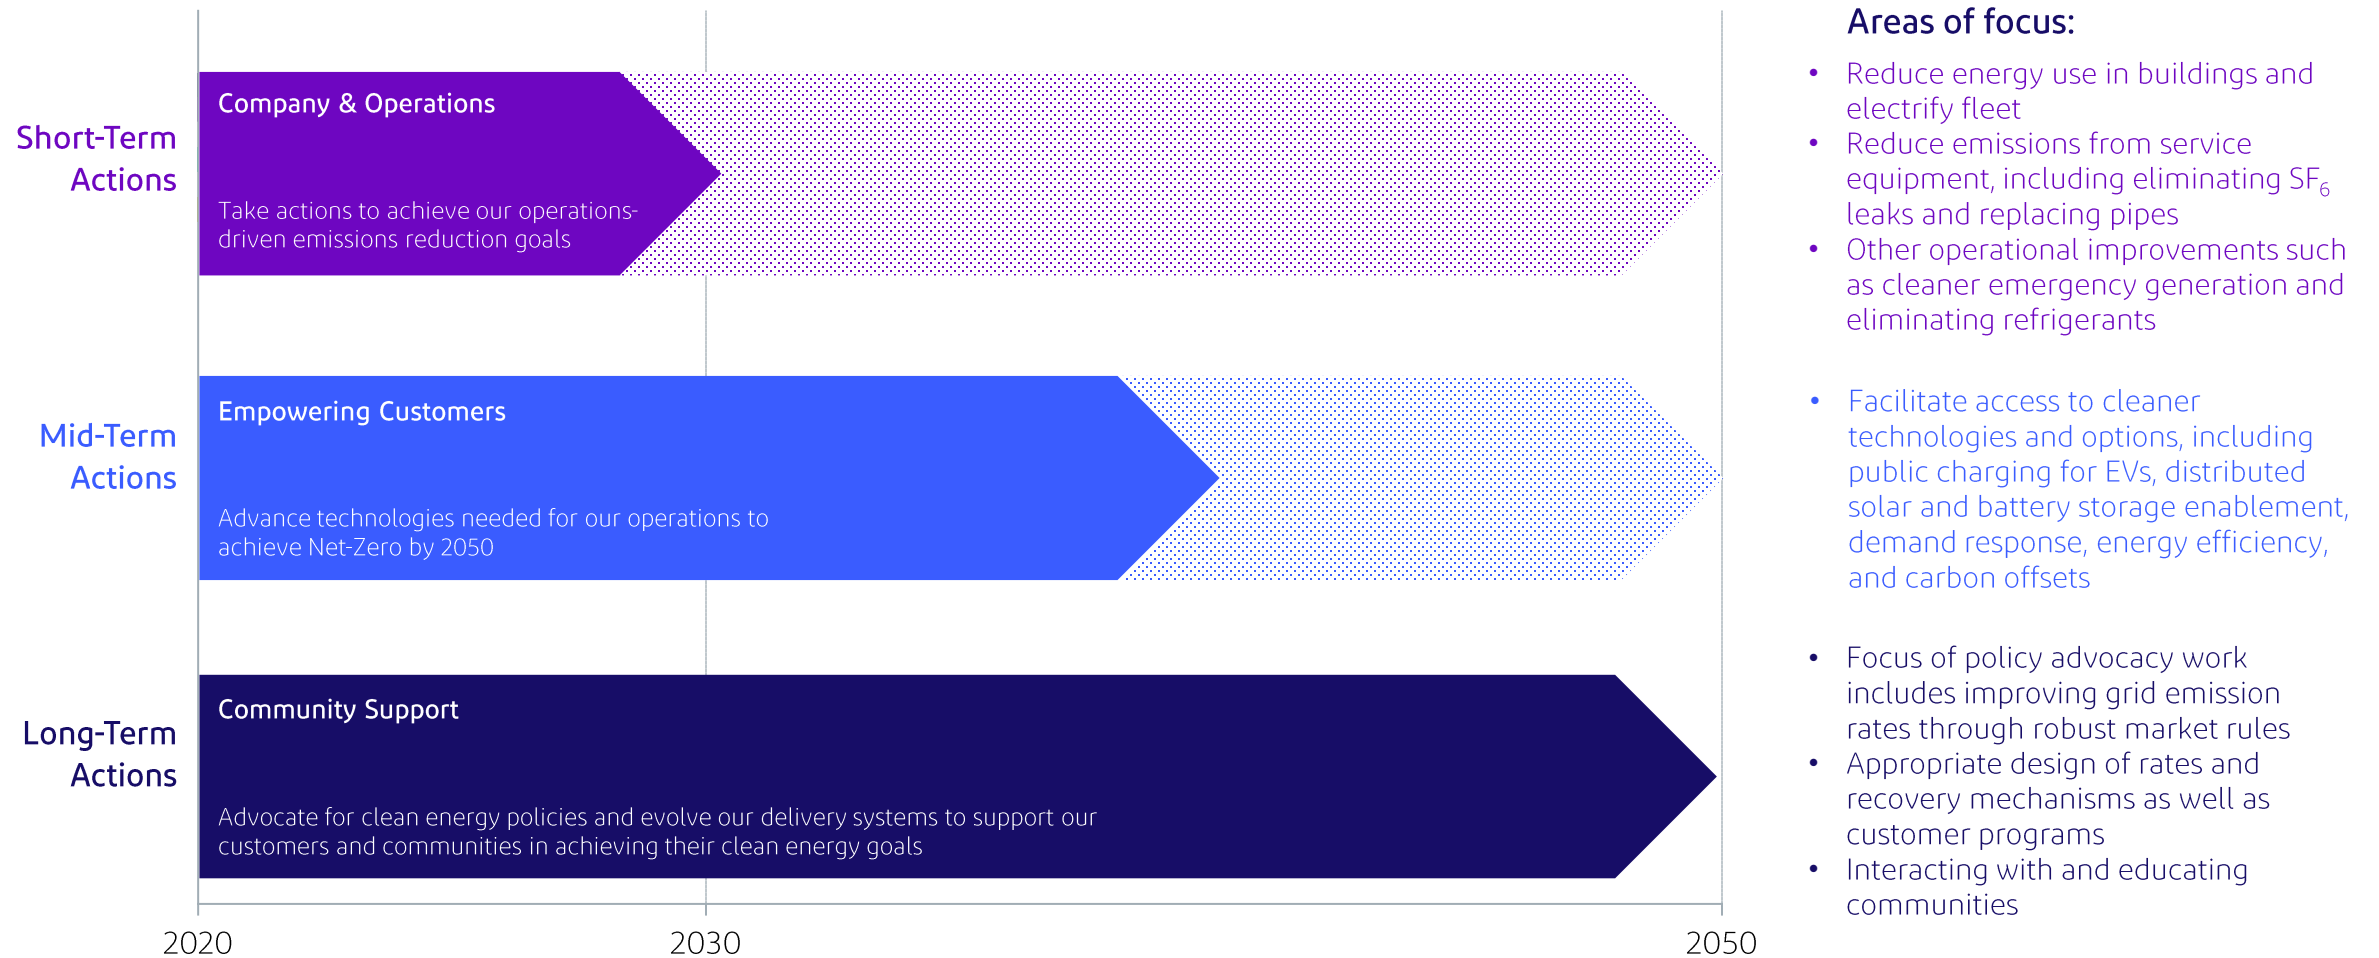 Areas of focus:
Short-Term
Actions
Company & Operations
Take actions to achieve our operations-
driven emissions reduction goals
• Reduce energy use in buildings and
electrify fleet
• Reduce emissions from service
equipment, including eliminating SF₆
leaks and replacing pipes
• Other operational improvements such
as cleaner emergency generation and
eliminating refrigerants
Mid-Term
Actions
Empowering Customers
Advance technologies needed for our operations to
achieve Net-Zero by 2050
• Facilitate access to cleaner
technologies and options, including
public charging for EVs, distributed
solar and battery storage enablement,
demand response, energy efficiency,
and carbon offsets
Long-Term
Actions
Community Support
Advocate for clean energy policies and evolve our delivery systems to support our
customers and communities in achieving their clean energy goals
• Focus of policy advocacy work
includes improving grid emission
rates through robust market rules
• Appropriate design of rates and
recovery mechanisms as well as
customer programs
• Interacting with and educating
communities
2020
2030
2050